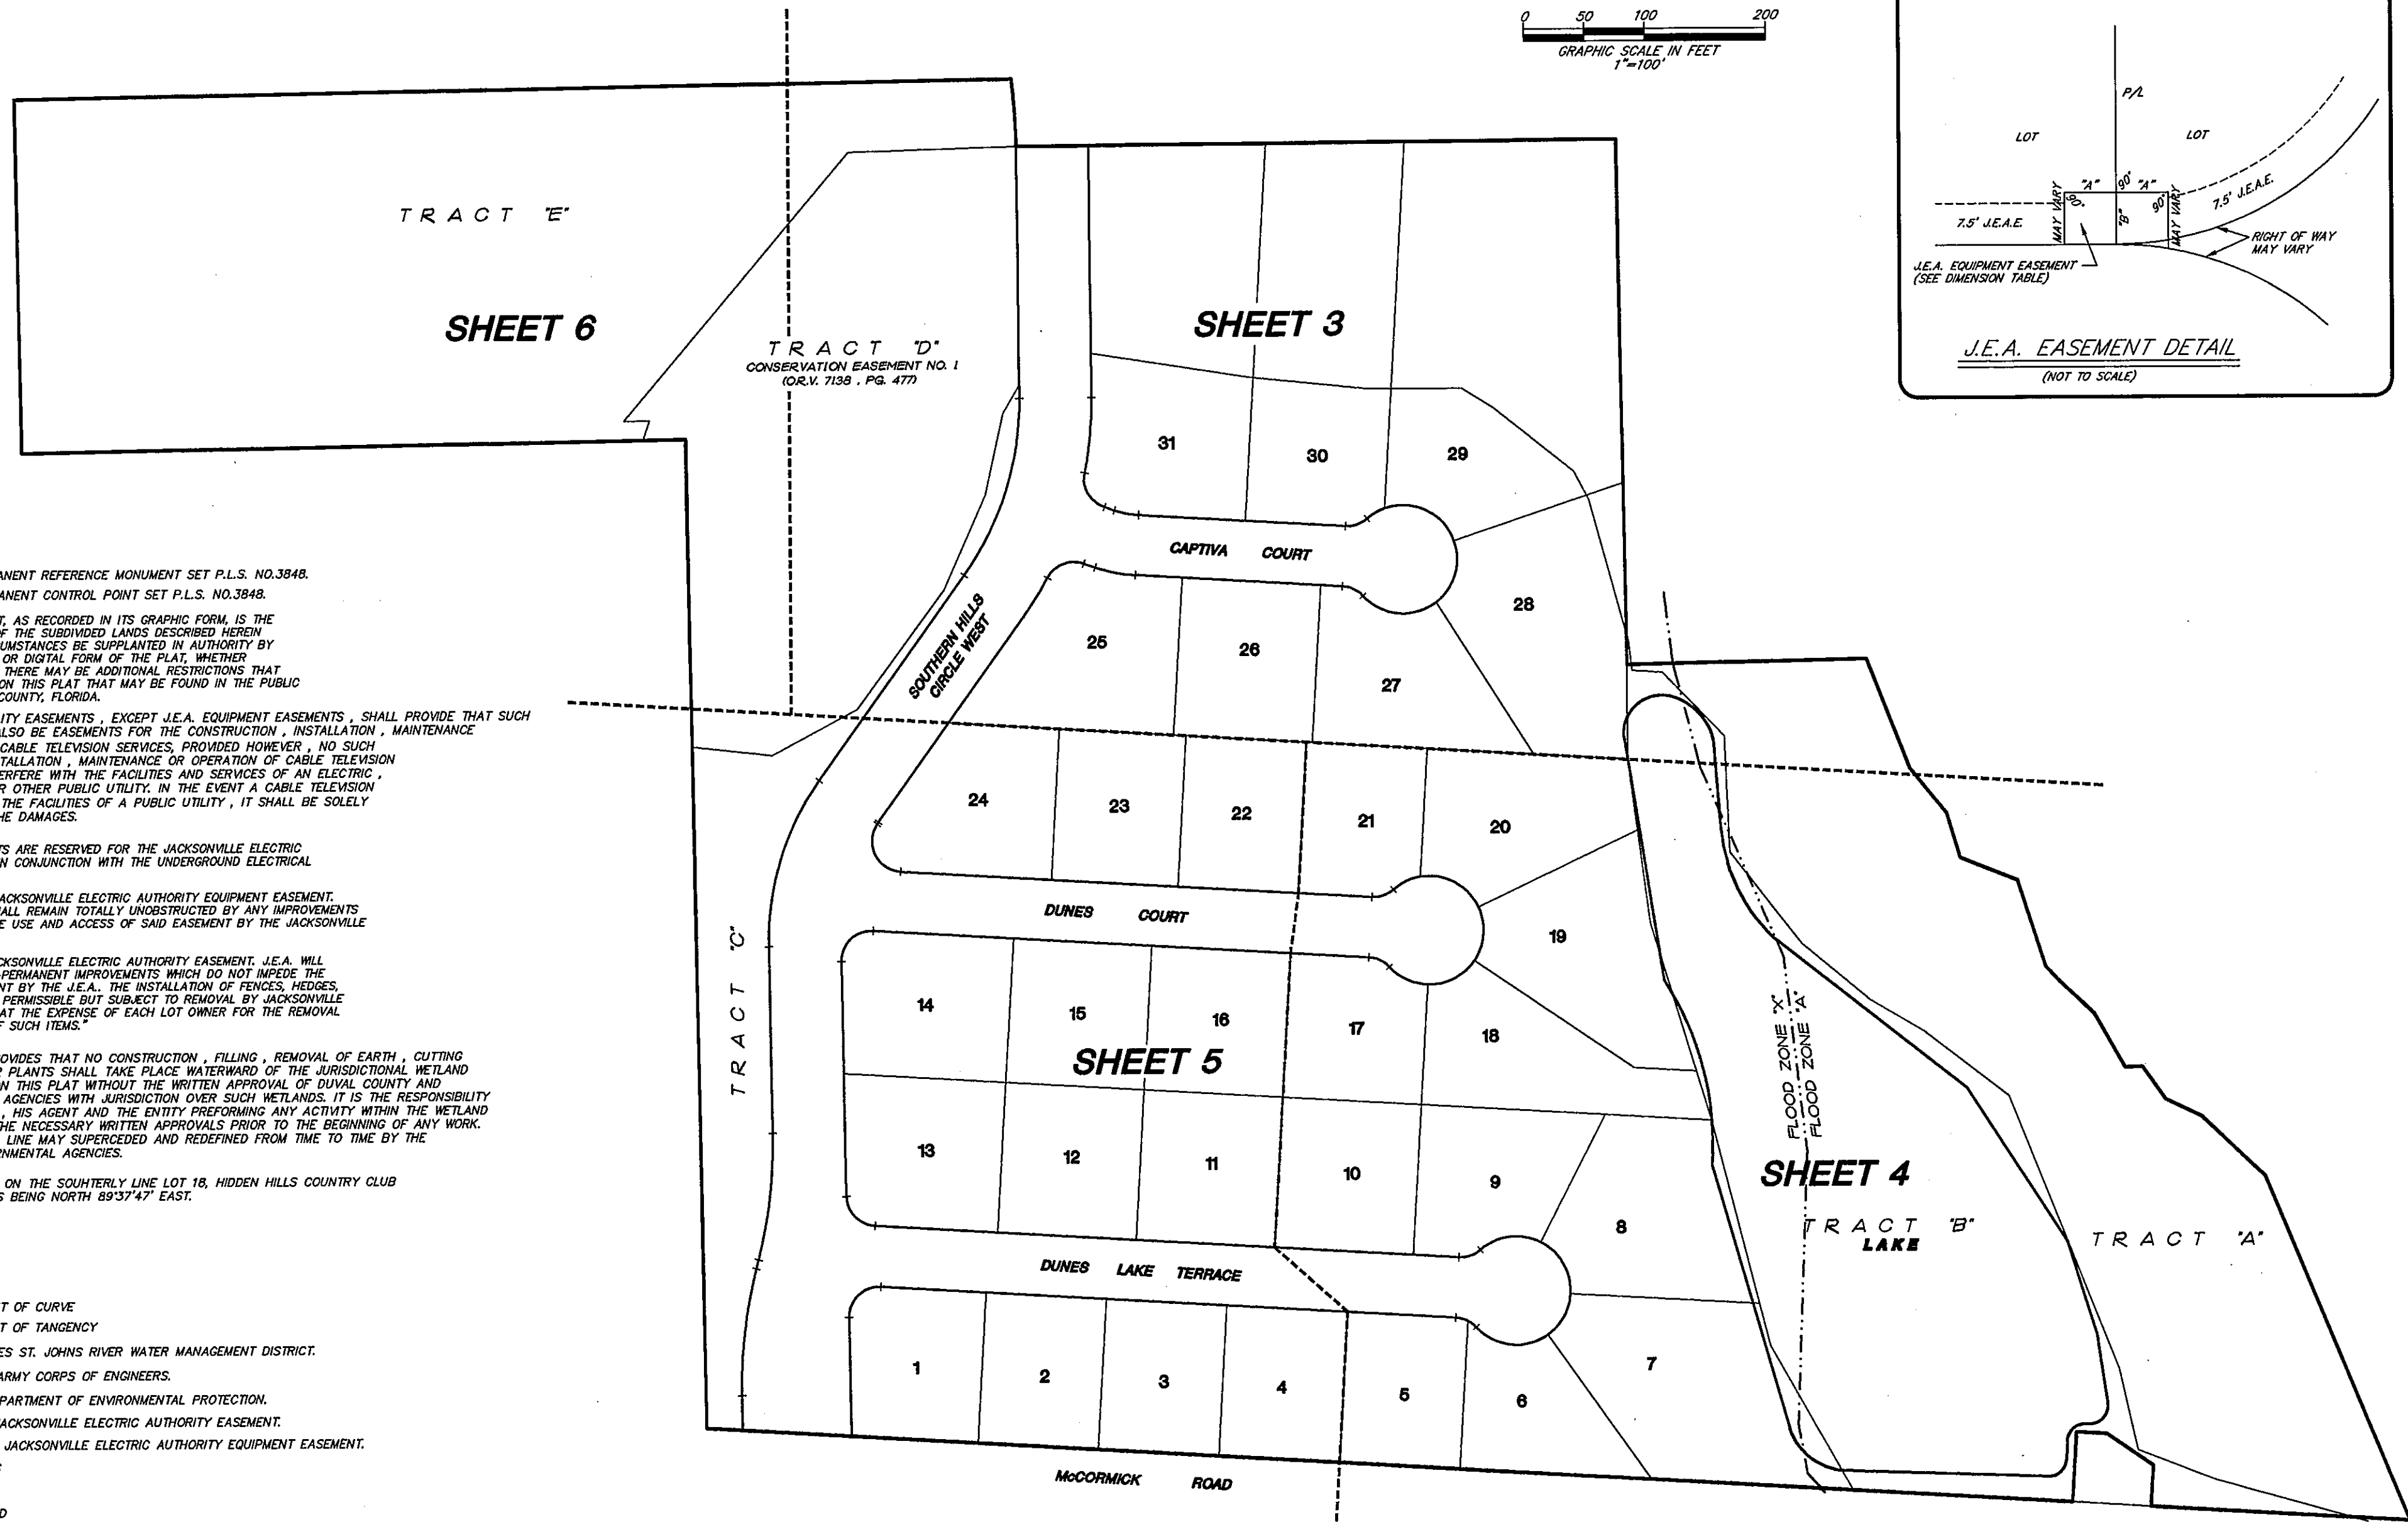 0 50 100 200
GRAPHIC SCALE IN FEET
1"=100'
P/L
LOT
LOT
"A" 90° "A"
90° "B" 90°
MAY VARY
MAY VARY
7.5' J.E.A.E.
7.5' J.E.A.E.
RIGHT OF WAY
MAY VARY
J.E.A. EQUIPMENT EASEMENT
(SEE DIMENSION TABLE)
J.E.A. EASEMENT DETAIL
(NOT TO SCALE)
TRACT "E"
SHEET 6
TRACT "D"
CONSERVATION EASEMENT NO. 1
(O.R.V. 7138 , PG. 477)
SHEET 3
31
30
29
CAPTIVA COURT
28
SOUTHERN HILLS
CIRCLE WEST
25
26
27
24
23
22
21
20
DUNES COURT
19
TRACT "C"
14
15
16
17
18
SHEET 5
13
12
11
10
9
8
DUNES LAKE TERRACE
1
2
3
4
5
6
7
McCORMICK ROAD
FLOOD ZONE "X"
FLOOD ZONE "A"
SHEET 4
TRACT "B"
LAKE
TRACT "A"
ANENT REFERENCE MONUMENT SET P.L.S. NO.3848.
ANENT CONTROL POINT SET P.L.S. NO.3848.
T, AS RECORDED IN ITS GRAPHIC FORM, IS THE
F THE SUBDIVIDED LANDS DESCRIBED HEREIN
UMSTANCES BE SUPPLANTED IN AUTHORITY BY
OR DIGITAL FORM OF THE PLAT, WHETHER
THERE MAY BE ADDITIONAL RESTRICTIONS THAT
ON THIS PLAT THAT MAY BE FOUND IN THE PUBLIC
COUNTY, FLORIDA.
ITY EASEMENTS , EXCEPT J.E.A. EQUIPMENT EASEMENTS , SHALL PROVIDE THAT SUCH
ALSO BE EASEMENTS FOR THE CONSTRUCTION , INSTALLATION , MAINTENANCE
CABLE TELEVISION SERVICES, PROVIDED HOWEVER , NO SUCH
TALLATION , MAINTENANCE OR OPERATION OF CABLE TELEVISION
ERFERE WITH THE FACILITIES AND SERVICES OF AN ELECTRIC ,
R OTHER PUBLIC UTILITY. IN THE EVENT A CABLE TELEVISION
THE FACILITIES OF A PUBLIC UTILITY , IT SHALL BE SOLELY
HE DAMAGES.
TS ARE RESERVED FOR THE JACKSONVILLE ELECTRIC
N CONJUNCTION WITH THE UNDERGROUND ELECTRICAL
ACKSONVILLE ELECTRIC AUTHORITY EQUIPMENT EASEMENT.
ALL REMAIN TOTALLY UNOBSTRUCTED BY ANY IMPROVEMENTS
E USE AND ACCESS OF SAID EASEMENT BY THE JACKSONVILLE
CKSONVILLE ELECTRIC AUTHORITY EASEMENT. J.E.A. WILL
-PERMANENT IMPROVEMENTS WHICH DO NOT IMPEDE THE
NT BY THE J.E.A.. THE INSTALLATION OF FENCES, HEDGES,
PERMISSIBLE BUT SUBJECT TO REMOVAL BY JACKSONVILLE
AT THE EXPENSE OF EACH LOT OWNER FOR THE REMOVAL
F SUCH ITEMS."
OVIDES THAT NO CONSTRUCTION , FILLING , REMOVAL OF EARTH , CUTTING
R PLANTS SHALL TAKE PLACE WATERWARD OF THE JURISDICTIONAL WETLAND
N THIS PLAT WITHOUT THE WRITTEN APPROVAL OF DUVAL COUNTY AND
AGENCIES WITH JURISDICTION OVER SUCH WETLANDS. IT IS THE RESPONSIBILITY
, HIS AGENT AND THE ENTITY PREFORMING ANY ACTIVITY WITHIN THE WETLAND
HE NECESSARY WRITTEN APPROVALS PRIOR TO THE BEGINNING OF ANY WORK.
LINE MAY SUPERCEDED AND REDEFINED FROM TIME TO TIME BY THE
RNMENTAL AGENCIES.
ON THE SOUHTERLY LINE LOT 18, HIDDEN HILLS COUNTRY CLUB
S BEING NORTH 89°37'47' EAST.
T OF CURVE
T OF TANGENCY
ES ST. JOHNS RIVER WATER MANAGEMENT DISTRICT.
ARMY CORPS OF ENGINEERS.
PARTMENT OF ENVIRONMENTAL PROTECTION.
ACKSONVILLE ELECTRIC AUTHORITY EASEMENT.
JACKSONVILLE ELECTRIC AUTHORITY EQUIPMENT EASEMENT.